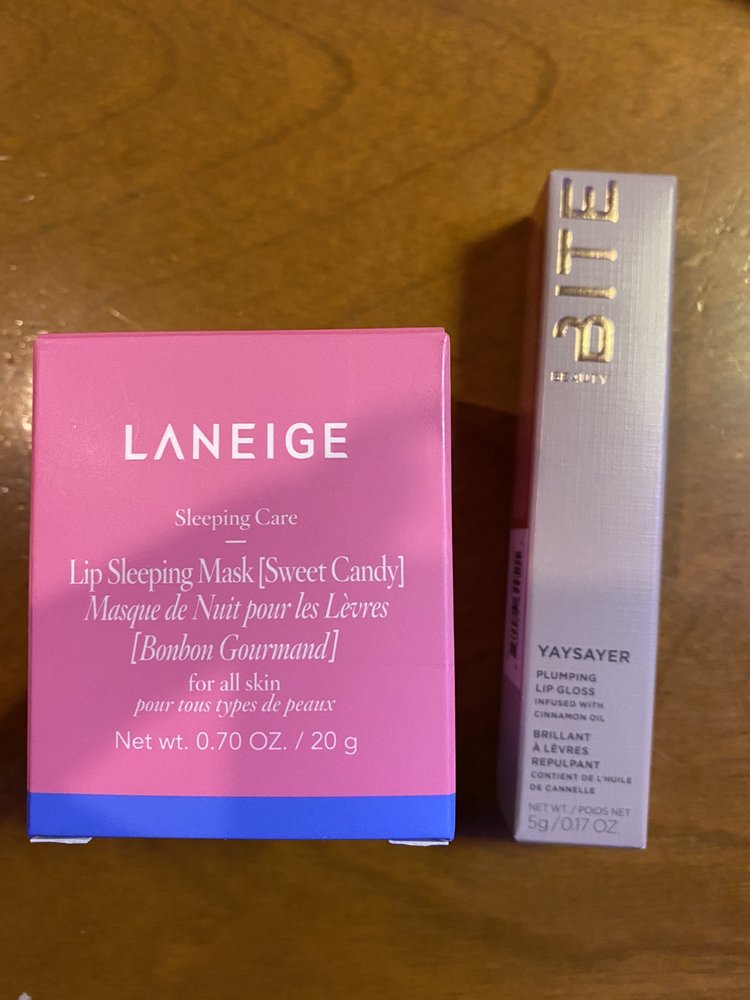 LANEIGE
Sleeping Care
Lip Sleeping Mask [Sweet Candy]
Masque de Nuit pour les Lèvres
[Bonbon Gourmand]
for all skin
pour tous types de peaux
Net wt. 0.70 OZ. / 20 g
BITE
BEAUTY
YAYSAYER
PLUMPING
LIP GLOSS
INFUSED WITH
CINNAMON OIL
BRILLANT
À LÈVRES
REPULPANT
CONTIENT DE L'HUILE
DE CANNELLE
NET WT. / POIDS NET
5g/0.17 OZ.